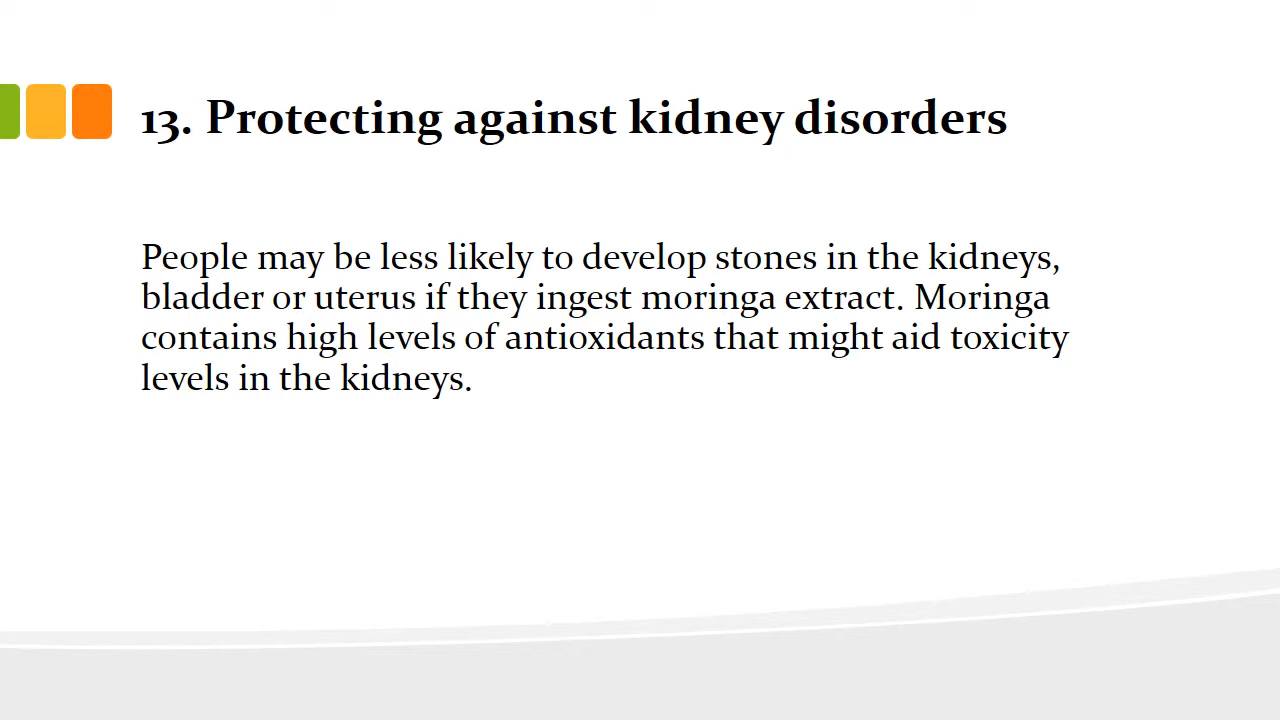 13. Protecting against kidney disorders
People may be less likely to develop stones in the kidneys,
bladder or uterus if they ingest moringa extract. Moringa
contains high levels of antioxidants that might aid toxicity
levels in the kidneys.